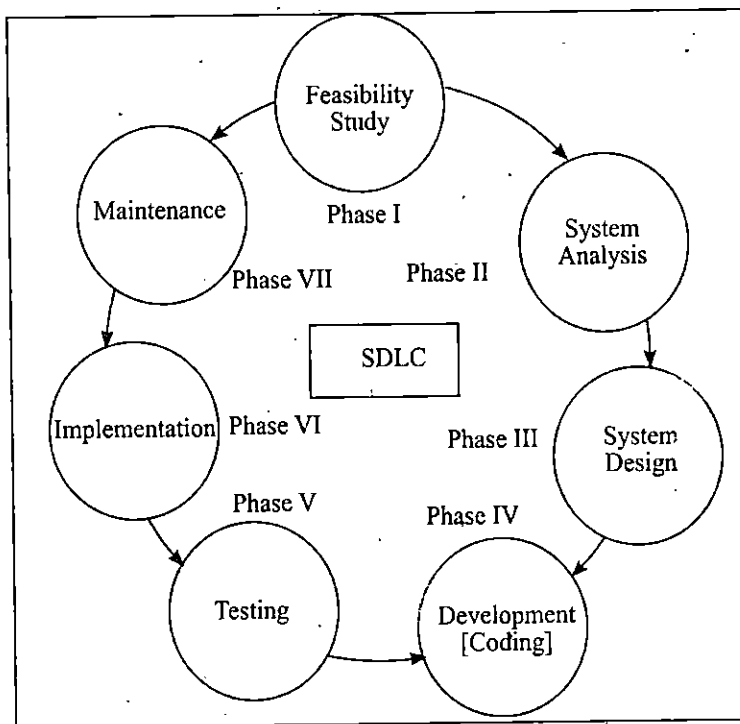 Feasibility
Study
Phase I
System
Analysis
Phase II
System
Design
Phase III
Development
[Coding]
Phase IV
Testing
Phase V
Implementation
Phase VI
Maintenance
Phase VII
SDLC